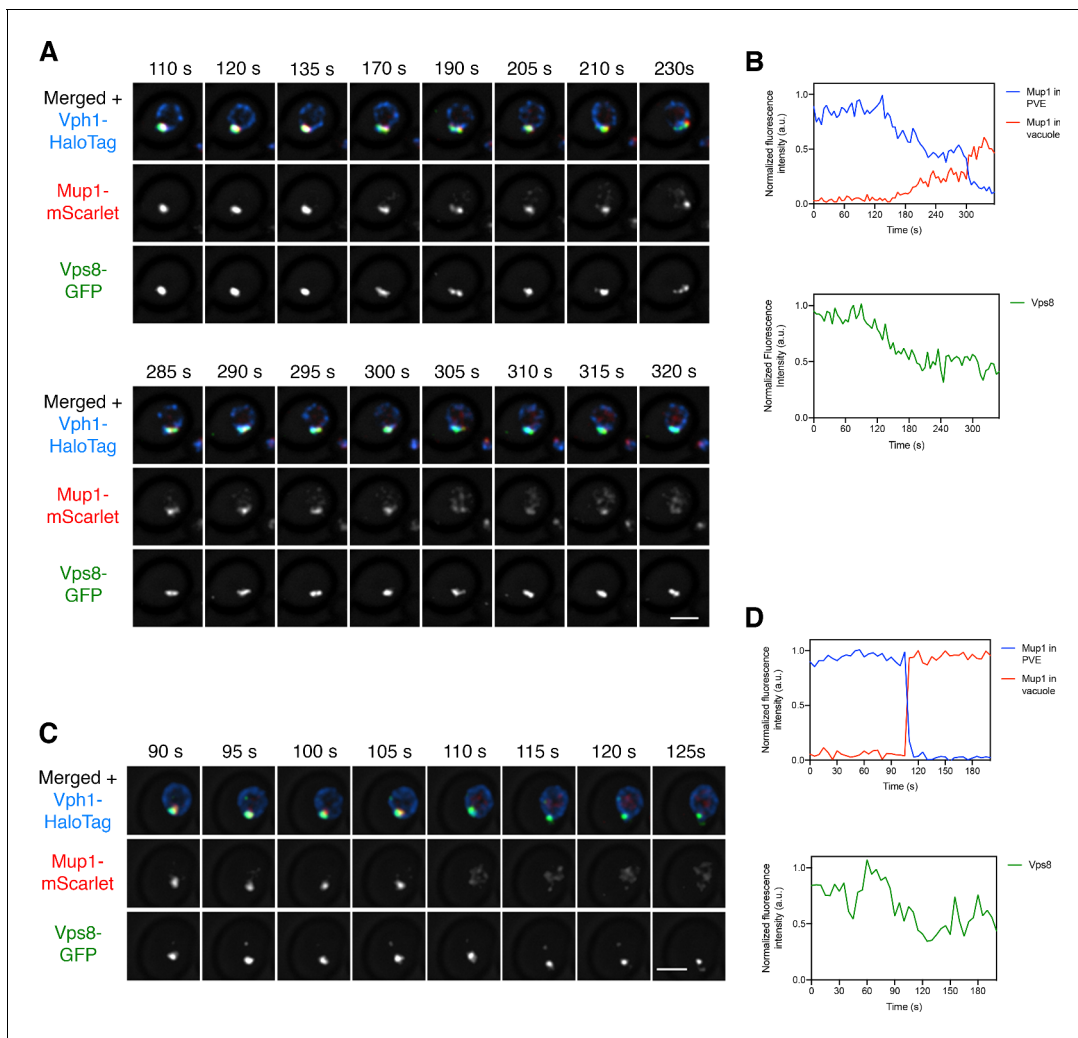 A
110 s 120 s 135 s 170 s 190 s 205 s 210 s 230s
Merged +
Vph1-
HaloTag
Mup1-
mScarlet
Vps8-
GFP
285 s 290 s 295 s 300 s 305 s 310 s 315 s 320 s
Merged +
Vph1-
HaloTag
Mup1-
mScarlet
Vps8-
GFP
B
Normalized fluorescence
intensity (a.u.)
1.0
0.5
0.0
0 60 120 180 240 300
Time (s)
Mup1 in
PVE
Mup1 in
vacuole
Normalized Fluorescence
Intensity (a.u.)
1.0
0.5
0.0
0 60 120 180 240 300
Time (s)
Vps8
C
90 s 95 s 100 s 105 s 110 s 115 s 120 s 125s
Merged +
Vph1-
HaloTag
Mup1-
mScarlet
Vps8-
GFP
D
Normalized fluorescence
intensity (a.u.)
1.0
0.5
0.0
0 30 60 90 120 150 180
Time (s)
Mup1 in
PVE
Mup1 in
vacuole
Normalized fluorescence
intensity (a.u.)
1.0
0.5
0.0
0 30 60 90 120 150 180
Time (s)
Vps8